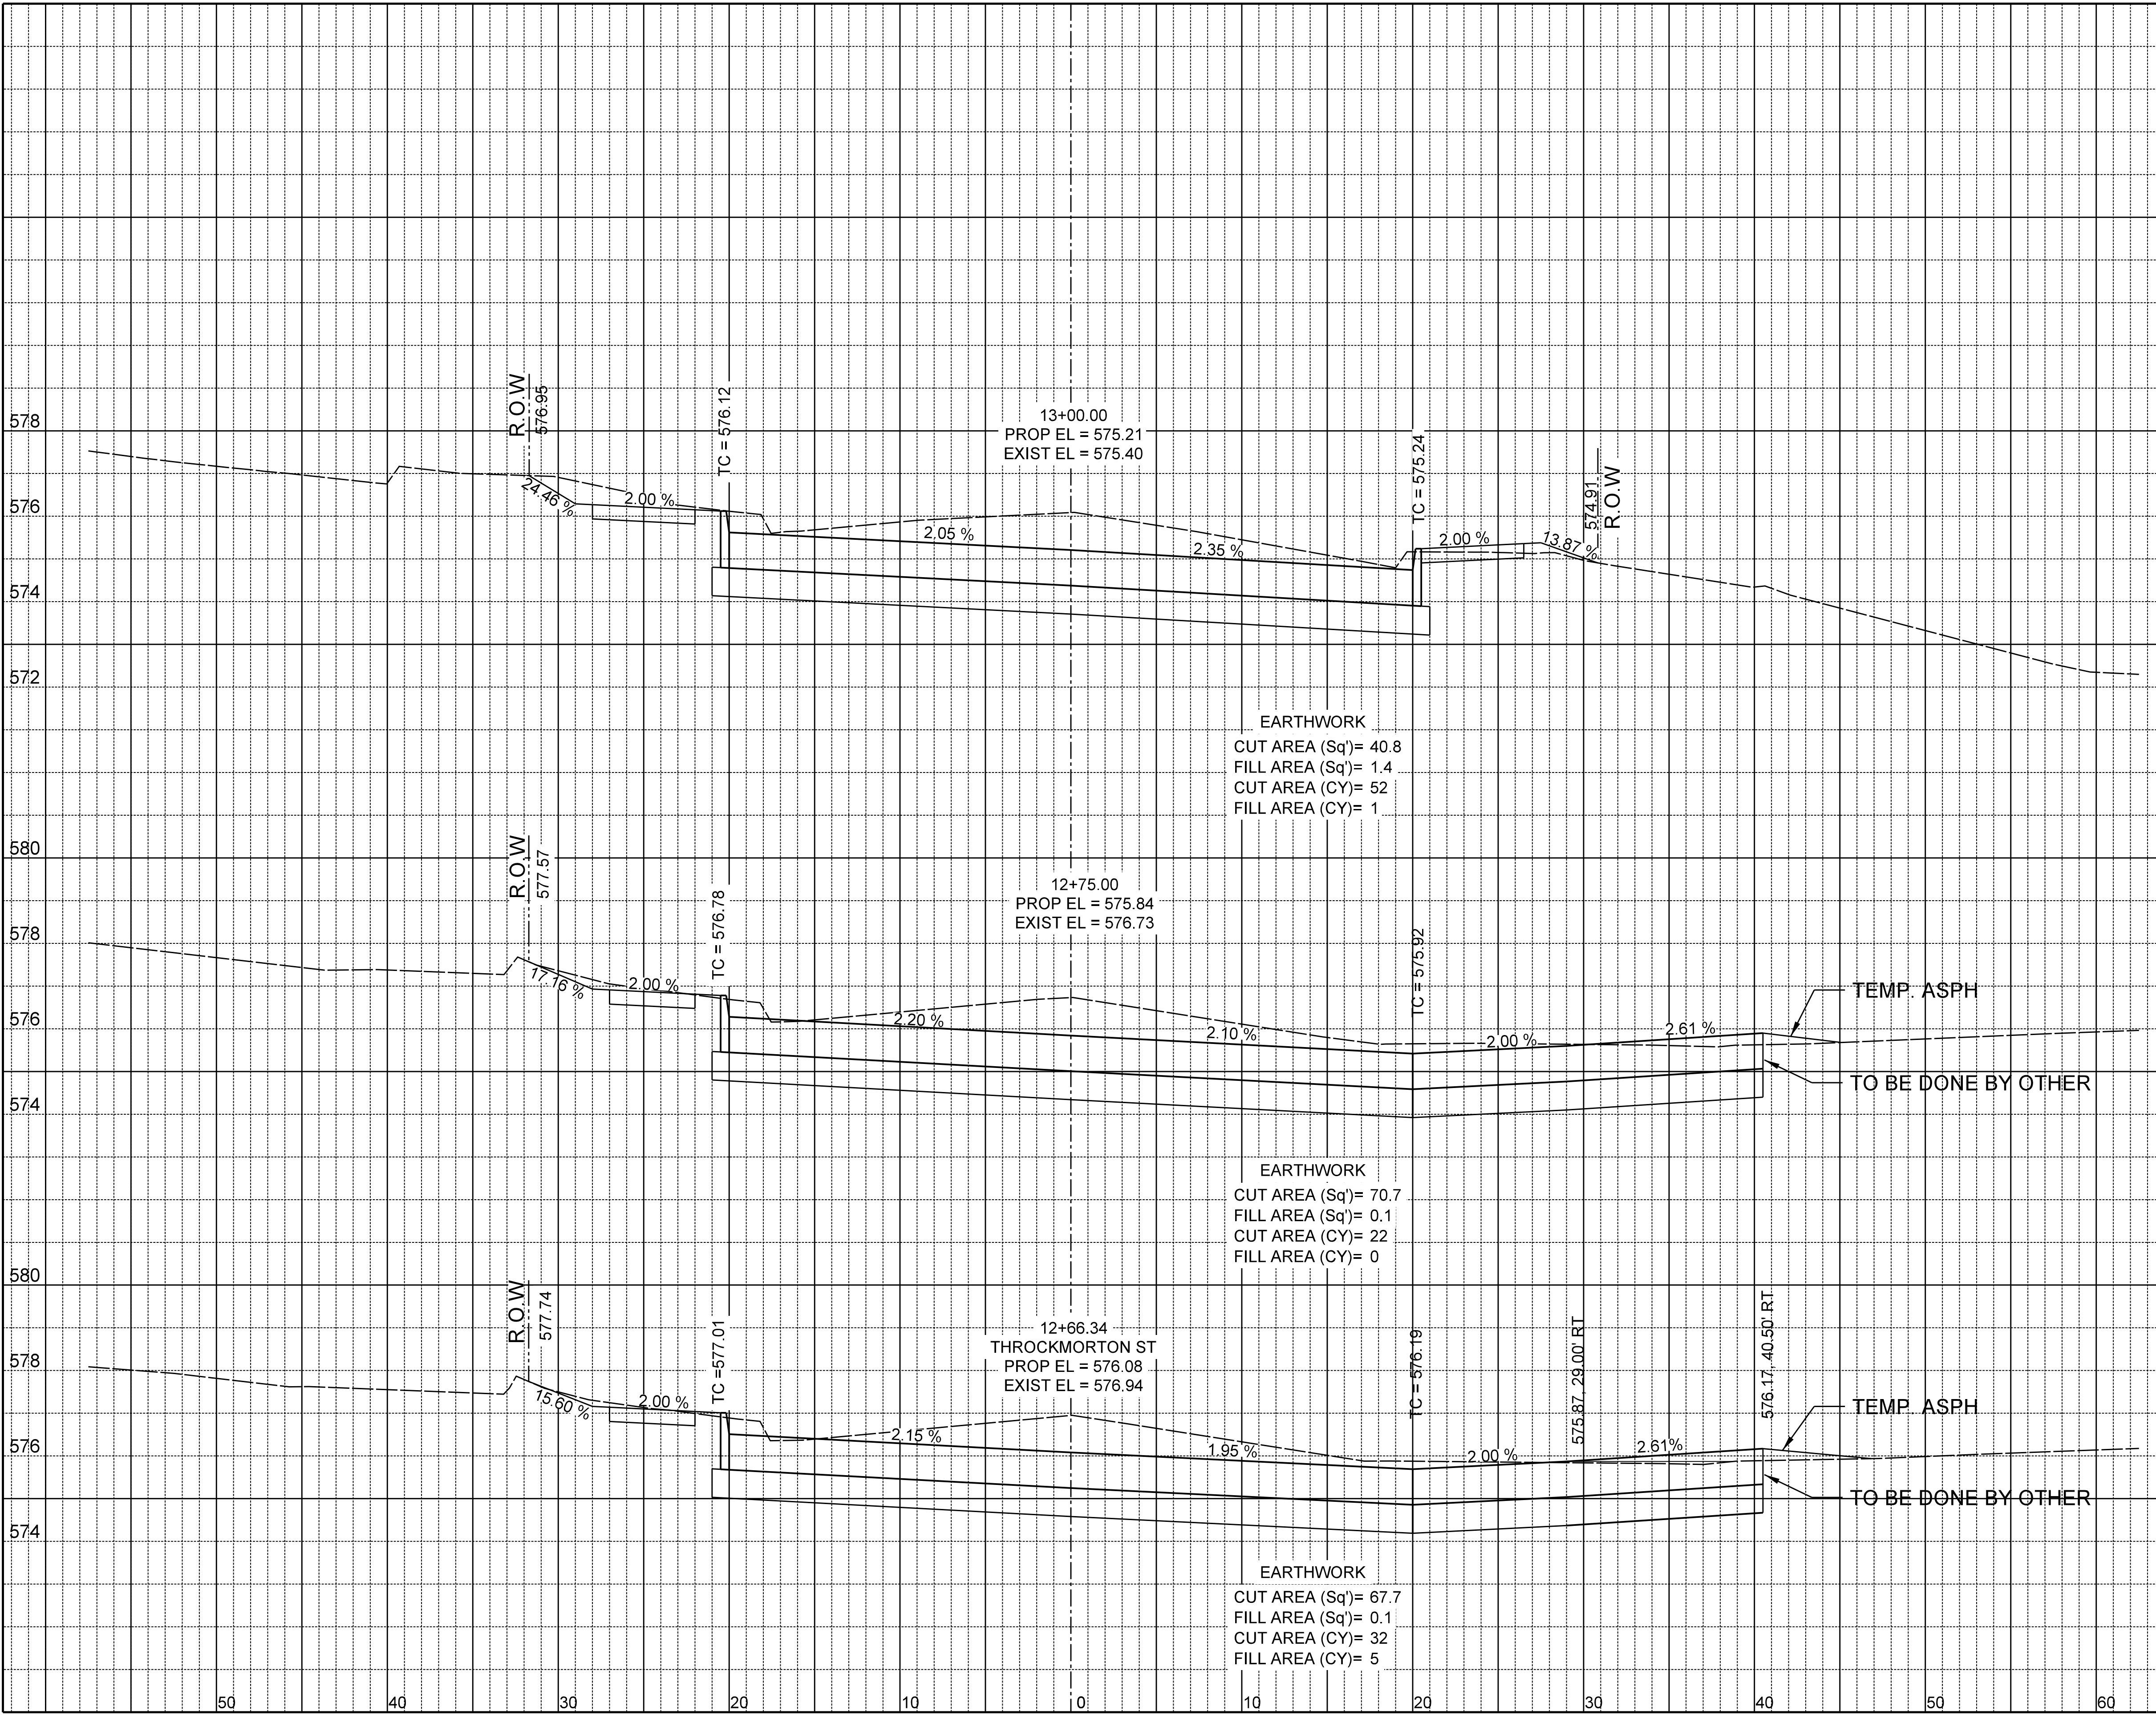 R.O.W
576.95
TC = 576.12
13+00.00
PROP EL = 575.21
EXIST EL = 575.40
TC = 575.24
574.91
R.O.W
578
576
574
572
24.46 %
2.00 %
2.05 %
2.35 %
2.00 %
13.87 %
EARTHWORK
CUT AREA (Sq')= 40.8
FILL AREA (Sq')= 1.4
CUT AREA (CY)= 52
FILL AREA (CY)= 1
580
578
576
574
R.O.W
577.57
TC = 576.78
12+75.00
PROP EL = 575.84
EXIST EL = 576.73
TC = 575.92
17.16 %
2.00 %
2.20 %
2.10 %
2.00 %
2.61 %
TEMP. ASPH
TO BE DONE BY OTHER
EARTHWORK
CUT AREA (Sq')= 70.7
FILL AREA (Sq')= 0.1
CUT AREA (CY)= 22
FILL AREA (CY)= 0
580
578
576
574
R.O.W
577.74
TC =577.01
12+66.34
THROCKMORTON ST
PROP EL = 576.08
EXIST EL = 576.94
TC = 576.19
575.87, 29.00' RT
576.17, 40.50' RT
15.60 %
2.00 %
2.15 %
1.95 %
2.00 %
2.61%
TEMP. ASPH
TO BE DONE BY OTHER
EARTHWORK
CUT AREA (Sq')= 67.7
FILL AREA (Sq')= 0.1
CUT AREA (CY)= 32
FILL AREA (CY)= 5
50 40 30 20 10 0 10 20 30 40 50 60